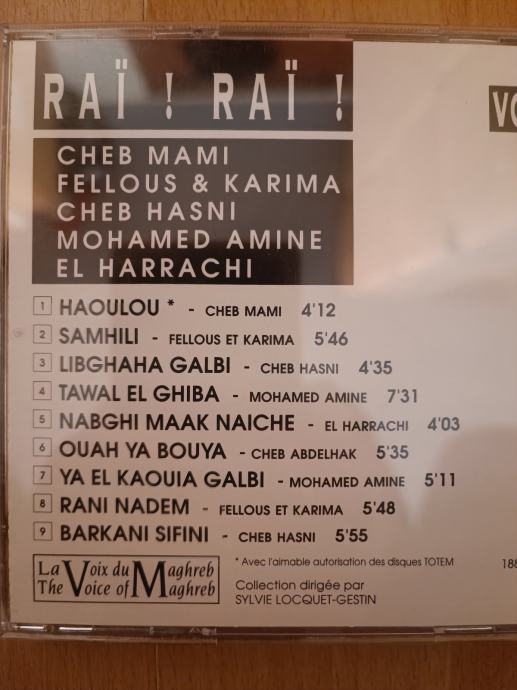 RAÏ ! RAÏ !
CHEB MAMI
FELLOUS & KARIMA
CHEB HASNI
MOHAMED AMINE
EL HARRACHI
1 HAOULOU * - CHEB MAMI 4'12
2 SAMHILI - FELLOUS ET KARIMA 5'46
3 LIBGHAHA GALBI - CHEB HASNI 4'35
4 TAWAL EL GHIBA - MOHAMED AMINE 7'31
5 NABGHI MAAK NAICHE - EL HARRACHI 4'03
6 OUAH YA BOUYA - CHEB ABDELHAK 5'35
7 YA EL KAOUIA GALBI - MOHAMED AMINE 5'11
8 RANI NADEM - FELLOUS ET KARIMA 5'48
9 BARKANI SIFINI - CHEB HASNI 5'55
La Voix du Maghreb
The Voice of Maghreb
* Avec l'aimable autorisation des disques TOTEM
Collection dirigée par
SYLVIE LOCQUET-GESTIN